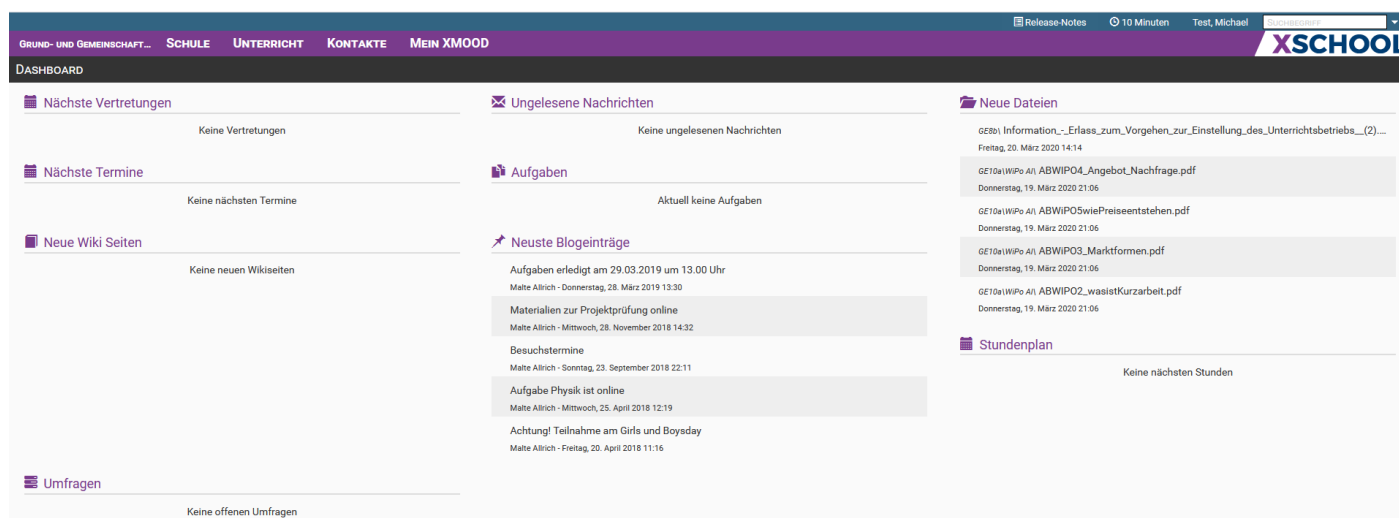 Release-Notes 10 Minuten Test, Michael SUCHBEGRIFF
GRUND- UND GEMEINSCHAFT... SCHULE UNTERRICHT KONTAKTE MEIN XMOOD XSCHOOL
DASHBOARD
Nächste Vertretungen
Keine Vertretungen
Nächste Termine
Keine nächsten Termine
Neue Wiki Seiten
Keine neuen Wikiseiten
Umfragen
Keine offenen Umfragen
Ungelesene Nachrichten
Keine ungelesenen Nachrichten
Aufgaben
Aktuell keine Aufgaben
Neuste Blogeinträge
Aufgaben erledigt am 29.03.2019 um 13.00 Uhr
Malte Allrich - Donnerstag, 28. März 2019 13:30
Materialien zur Projektprüfung online
Malte Allrich - Mittwoch, 28. November 2018 14:32
Besuchstermine
Malte Allrich - Sonntag, 23. September 2018 22:11
Aufgabe Physik ist online
Malte Allrich - Mittwoch, 25. April 2018 12:19
Achtung! Teilnahme am Girls und Boysday
Malte Allrich - Freitag, 20. April 2018 11:16
Neue Dateien
GE8b\ Information_-_Erlass_zum_Vorgehen_zur_Einstellung_des_Unterrichtsbetriebs__(2)....
Freitag, 20. März 2020 14:14
GE10a\WiPo Al\ ABWIPO4_Angebot_Nachfrage.pdf
Donnerstag, 19. März 2020 21:06
GE10a\WiPo Al\ ABWiPO5wiePreiseentstehen.pdf
Donnerstag, 19. März 2020 21:06
GE10a\WiPo Al\ ABWiPO3_Marktformen.pdf
Donnerstag, 19. März 2020 21:06
GE10a\WiPo Al\ ABWIPO2_wasistKurzarbeit.pdf
Donnerstag, 19. März 2020 21:06
Stundenplan
Keine nächsten Stunden